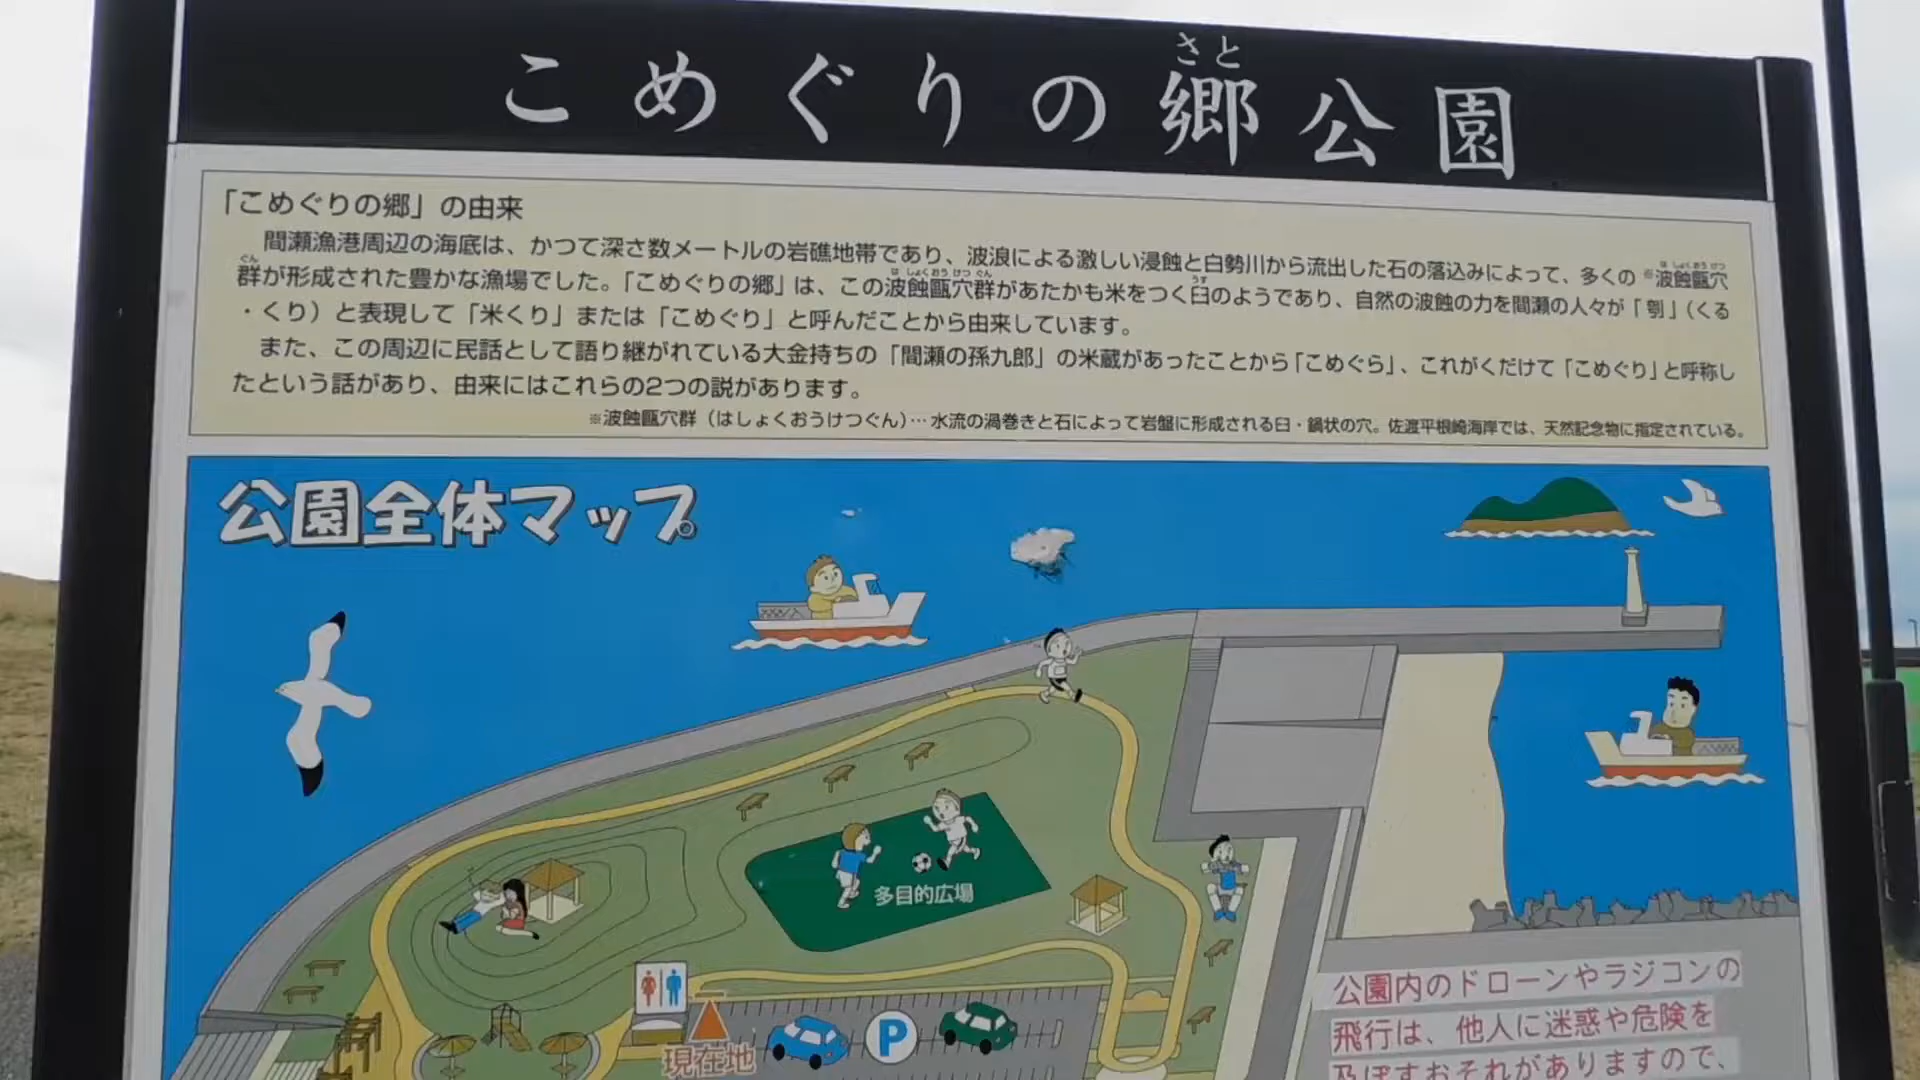 こめぐりの郷公園
さと
「こめぐりの郷」の由来
間瀬漁港周辺の海底は、かつて深さ数メートルの岩礁地帯であり、波浪による激しい浸蝕と白勢川から流出した石の落込みによって、多くの※波蝕甌穴
群が形成された豊かな漁場でした。「こめぐりの郷」は、この波蝕甌穴群があたかも米をつく臼のようであり、自然の波蝕の力を間瀬の人々が「刳」（くる
・くり）と表現して「米くり」または「こめぐり」と呼んだことから由来しています。
また、この周辺に民話として語り継がれている大金持ちの「間瀬の孫九郎」の米蔵があったことから「こめぐら」、これがくだけて「こめぐり」と呼称し
たという話があり、由来にはこれらの2つの説があります。
※波蝕甌穴群（はしょくおうけつぐん）…水流の渦巻きと石によって岩盤に形成される臼・鍋状の穴。佐渡平根崎海岸では、天然記念物に指定されている。
公園全体マップ
多目的広場
P
現在地
公園内のドローンやラジコンの
飛行は、他人に迷惑や危険を
及ぼすおそれがありますので、